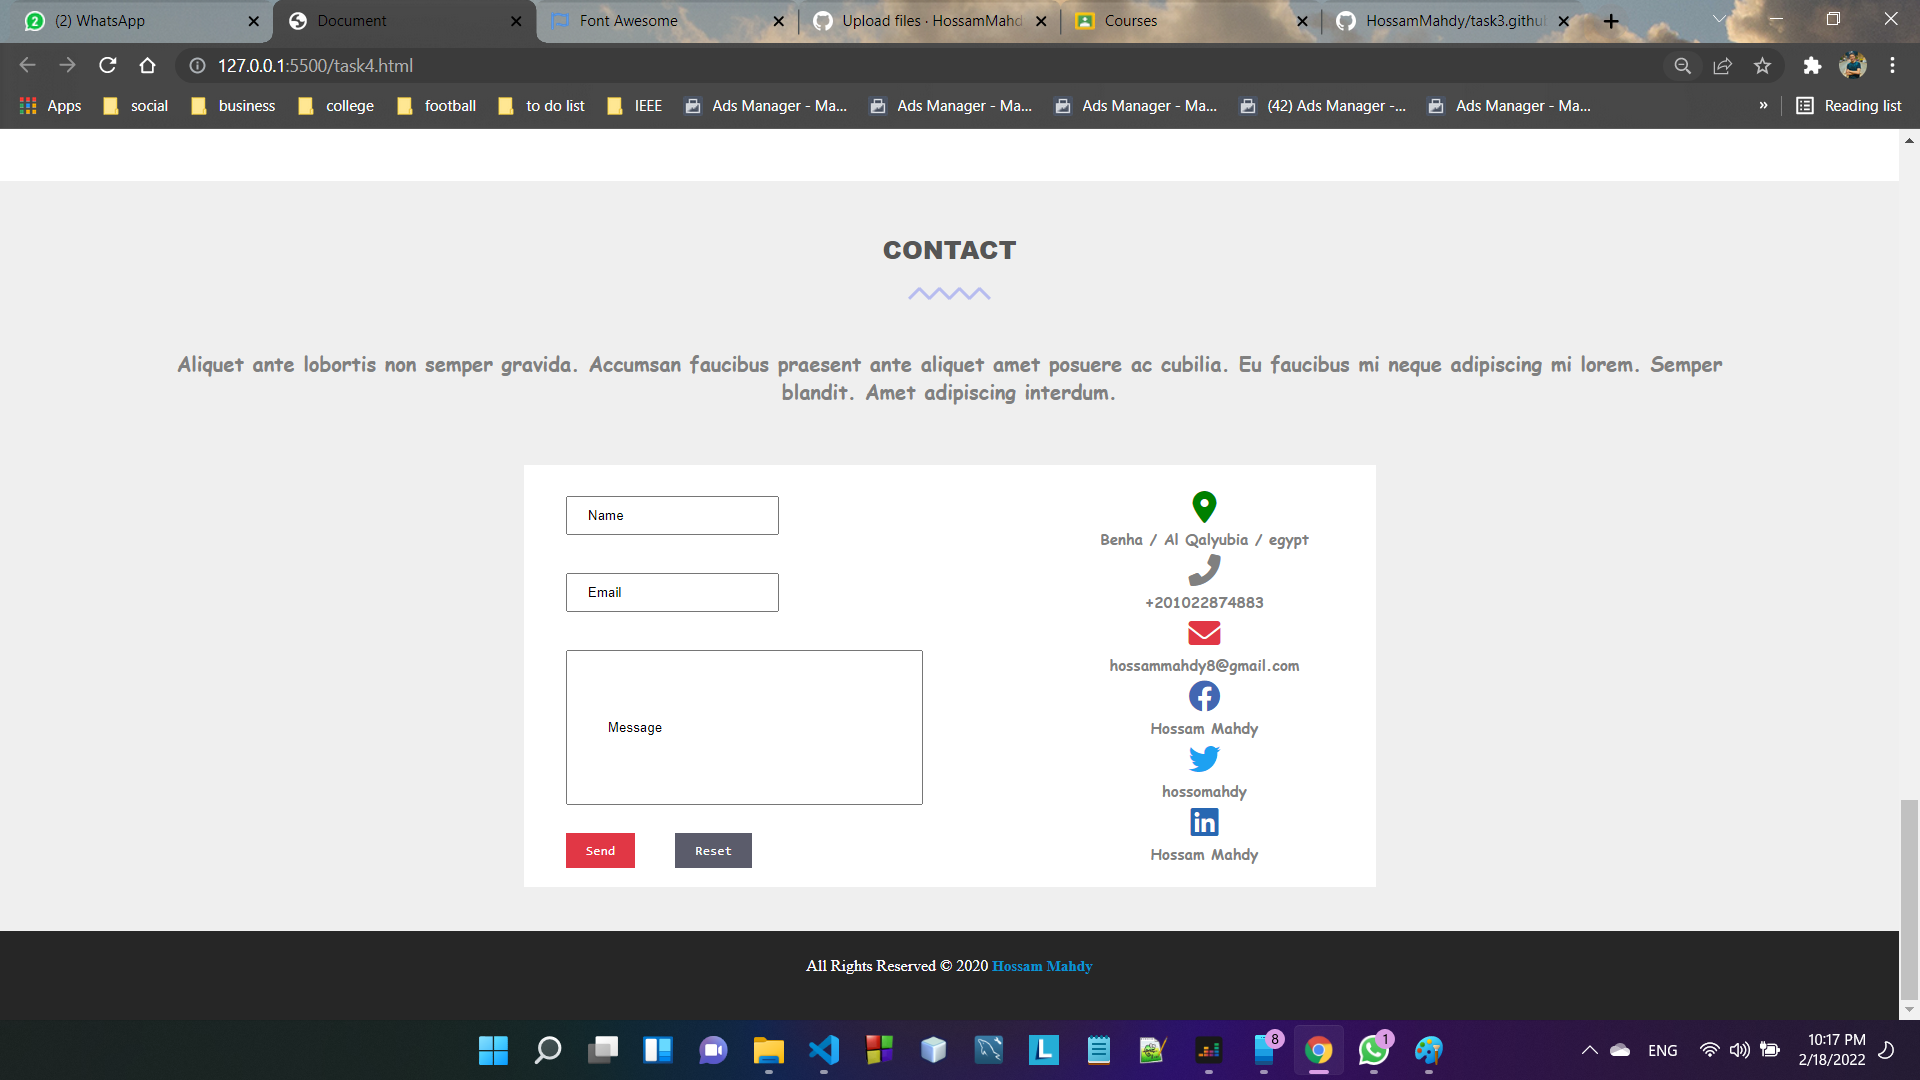 (2) WhatsApp
Document
Font Awesome
Upload files · HossamMahd
Courses
HossamMahdy/task3.githu
127.0.0.1:5500/task4.html
Apps
social
business
college
football
to do list
IEEE
Ads Manager - Ma...
Ads Manager - Ma...
Ads Manager - Ma...
(42) Ads Manager -...
Ads Manager - Ma...
»
Reading list
CONTACT
Aliquet ante lobortis non semper gravida. Accumsan faucibus praesent ante aliquet amet posuere ac cubilia. Eu faucibus mi neque adipiscing mi lorem. Semper
blandit. Amet adipiscing interdum.
Name
Email
Message
Send
Reset
Benha / Al Qalyubia / egypt
+201022874883
hossammahdy8@gmail.com
Hossam Mahdy
hossomahdy
Hossam Mahdy
All Rights Reserved © 2020 Hossam Mahdy
8
1
ENG
10:17 PM
2/18/2022